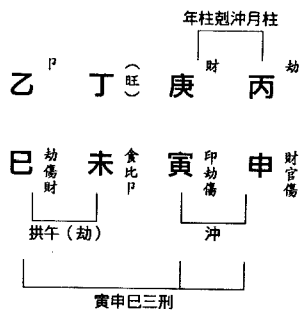 年柱剋沖月柱
乙 卩 丁 (旺) 庚 財 丙 劫
巳 劫傷財 未 食比卩 寅 印劫傷 申 財官傷
拱午(劫) 沖
寅申巳三刑